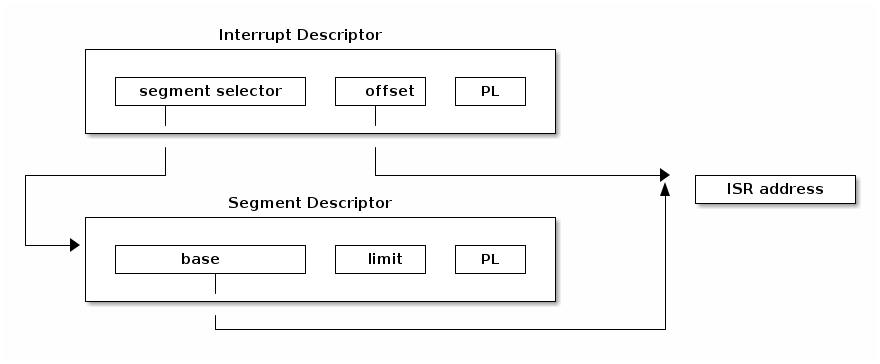 Interrupt Descriptor
segment selector
offset
PL
ISR address
Segment Descriptor
base
limit
PL